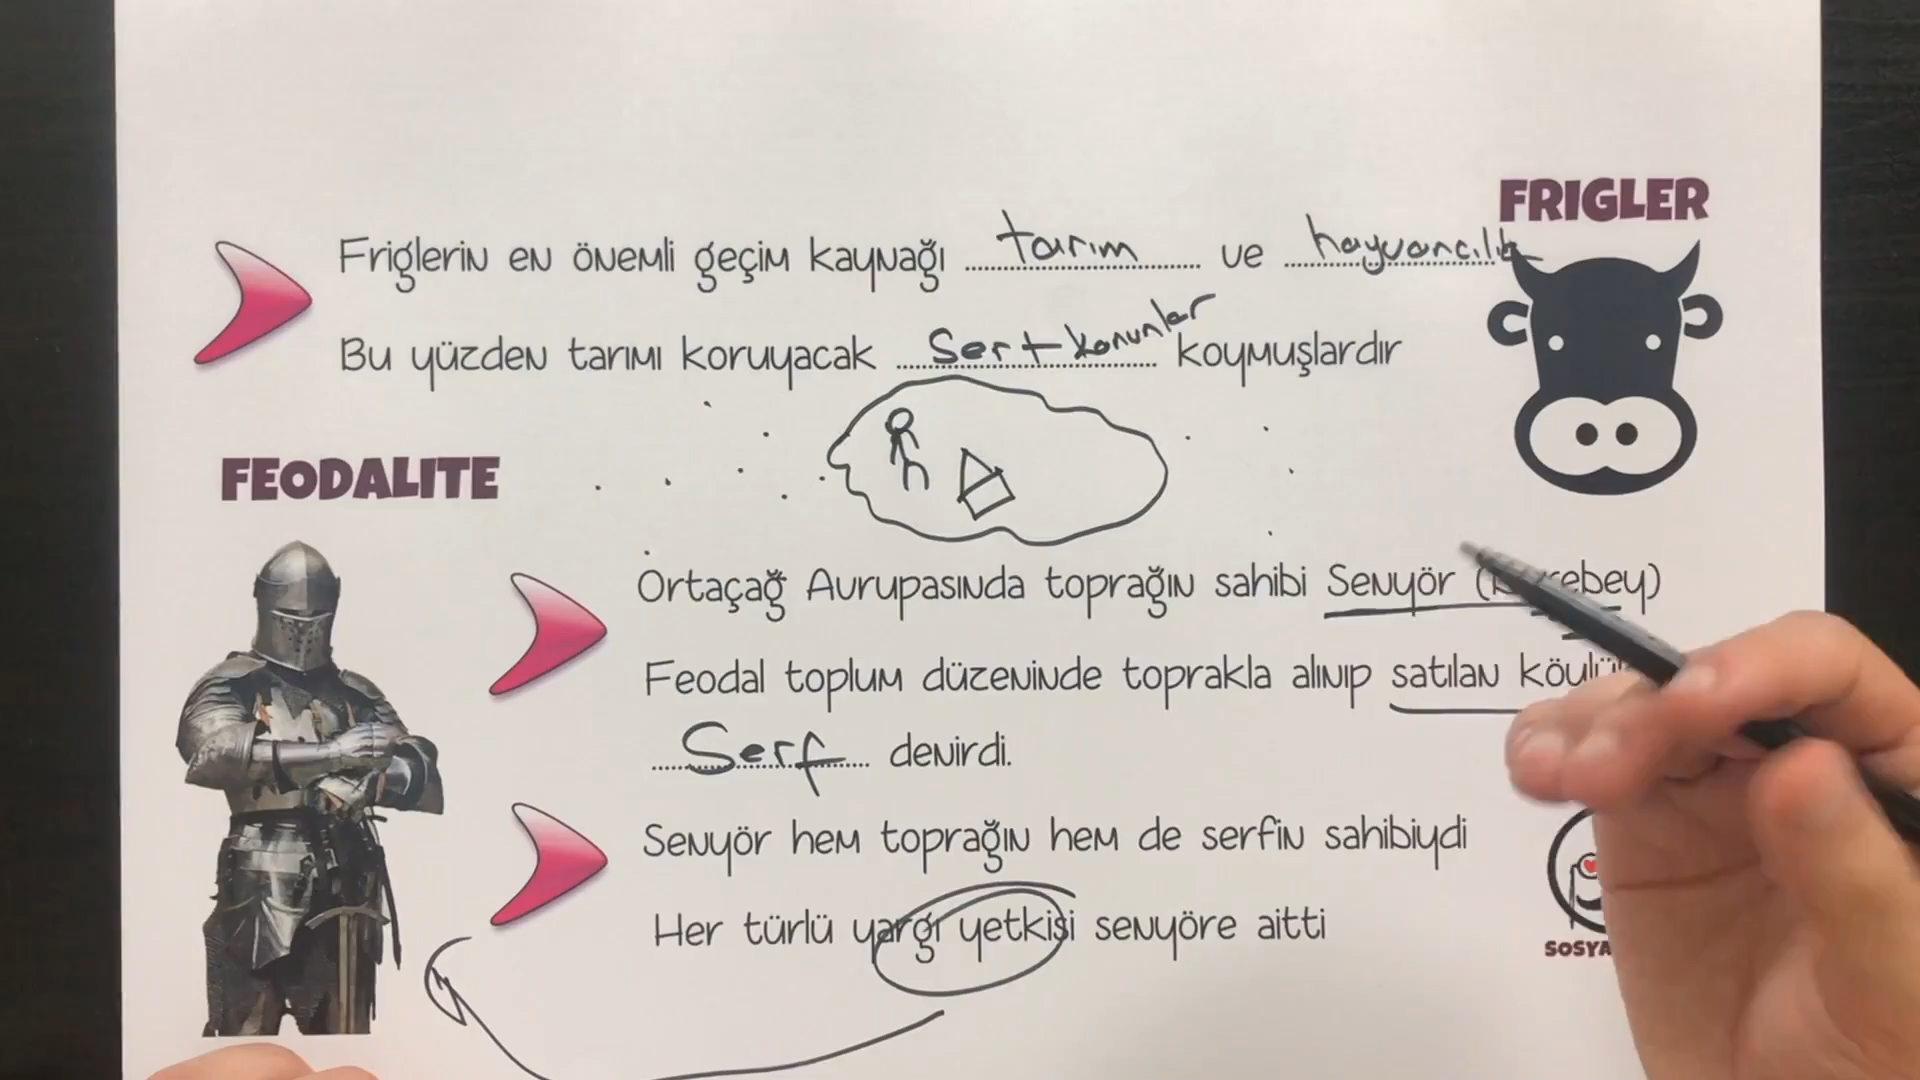 FRIGLER
Friglerin en önemli geçim kaynağı tarım ve hayvancılık
Bu yüzden tarımı koruyacak Sert kanunlar koymuşlardır
FEODALITE
Ortaçağ Avrupasında toprağın sahibi Senyör
Feodal toplum düzeninde toprakla alınıp satılan
Serf denirdi.
Senyör hem toprağın hem de serfin sahibiydi
Her türlü yargı yetkisi senyöre aitti